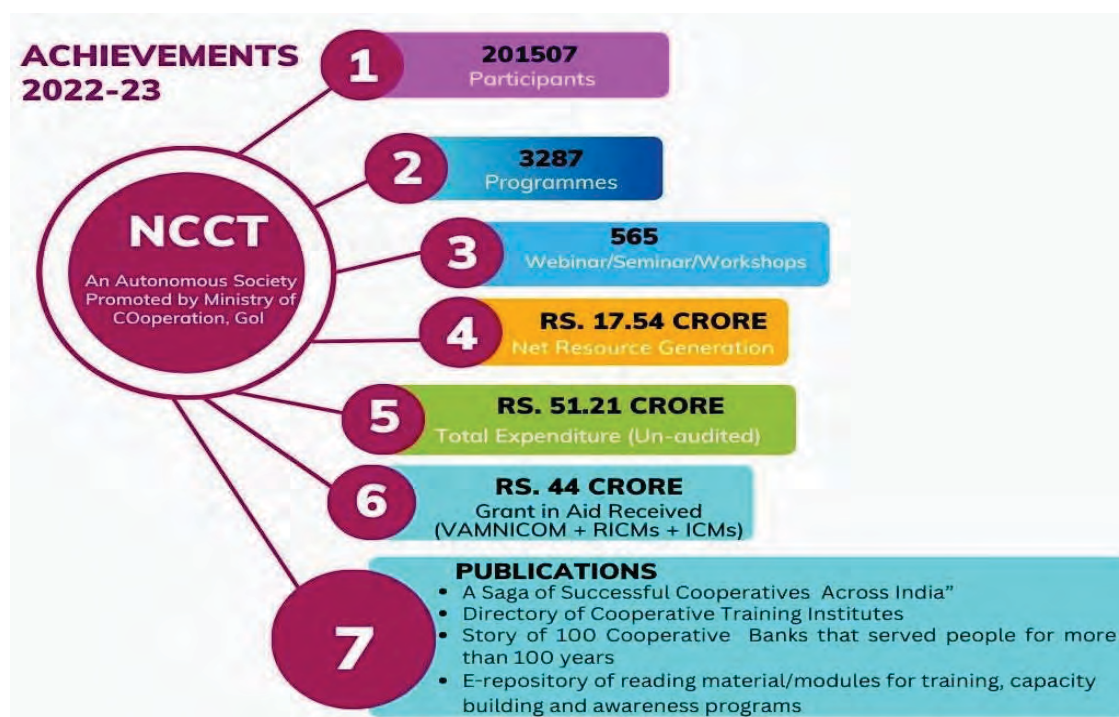 ACHIEVEMENTS
2022-23
1
201507
Participants
2
3287
Programmes
NCCT
An Autonomous Society
Promoted by Ministry of
COoperation, GoI
3
565
Webinar/Seminar/Workshops
4
RS. 17.54 CRORE
Net Resource Generation
5
RS. 51.21 CRORE
Total Expenditure (Un-audited)
6
RS. 44 CRORE
Grant in Aid Received
(VAMNICOM + RICMs + ICMs)
7
PUBLICATIONS
• A Saga of Successful Cooperatives Across India”
• Directory of Cooperative Training Institutes
• Story of 100 Cooperative Banks that served people for more
than 100 years
• E-repository of reading material/modules for training, capacity
building and awareness programs